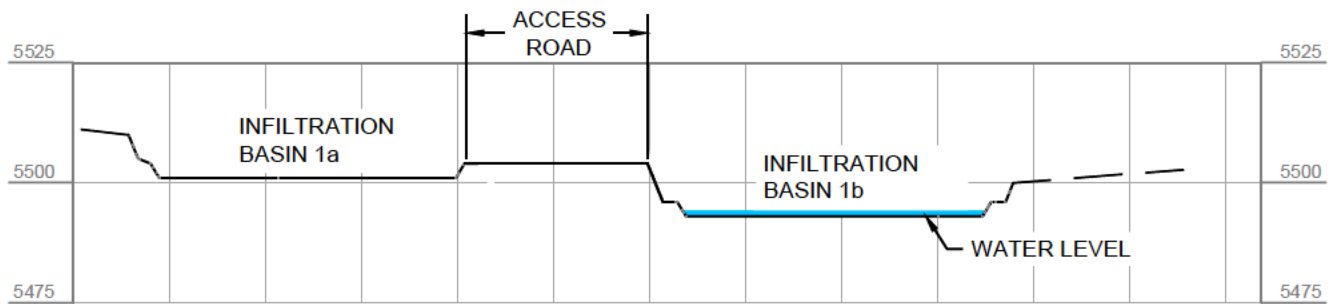 ACCESS
ROAD
5525
5525
INFILTRATION
BASIN 1a
INFILTRATION
BASIN 1b
5500
5500
WATER LEVEL
5475
5475